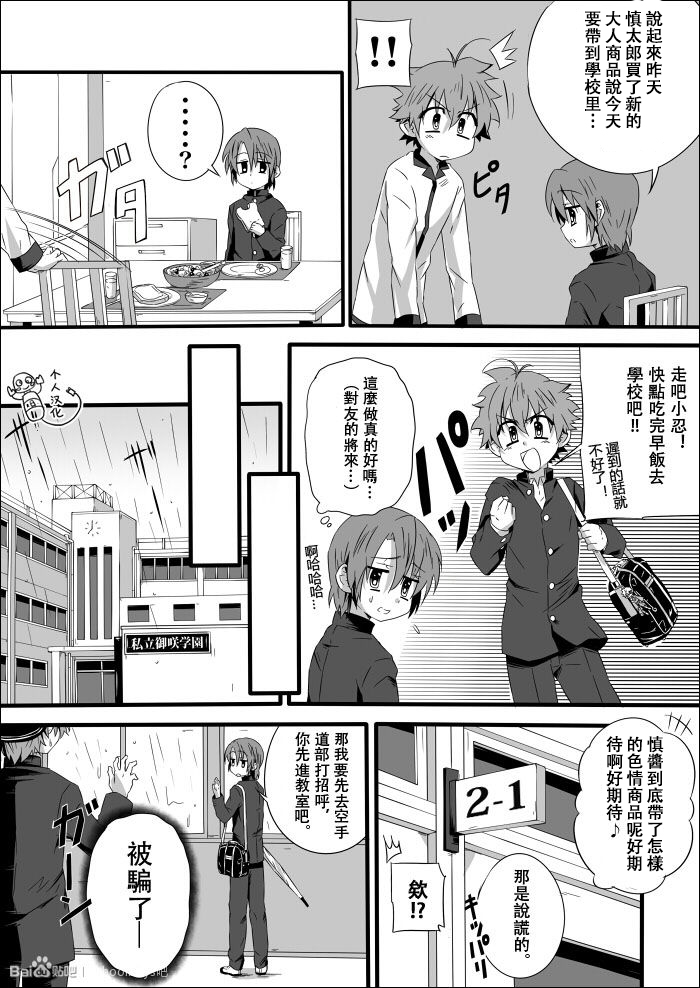 說起來昨天
慎太郎買了新的
大人商品說今天
要帶到學校里…
!!
ピタ
……?
ガタ
走吧小忍!
快點吃完早飯去
學校吧!!
遲到的話就
不好了!
バッ
這麼做真的好嗎…
(對友的將來…)
啊哈哈哈…
个人汉化
私立御咲学園
慎醬到底帶了怎樣
的色情商品呢好期
待啊好期待♪
2-1
那是說謊的。
キッパリ
欸!?
那我要先去空手
道部打招呼,
你先進教室吧。
被騙了—
ガーン
Bai 贴吧